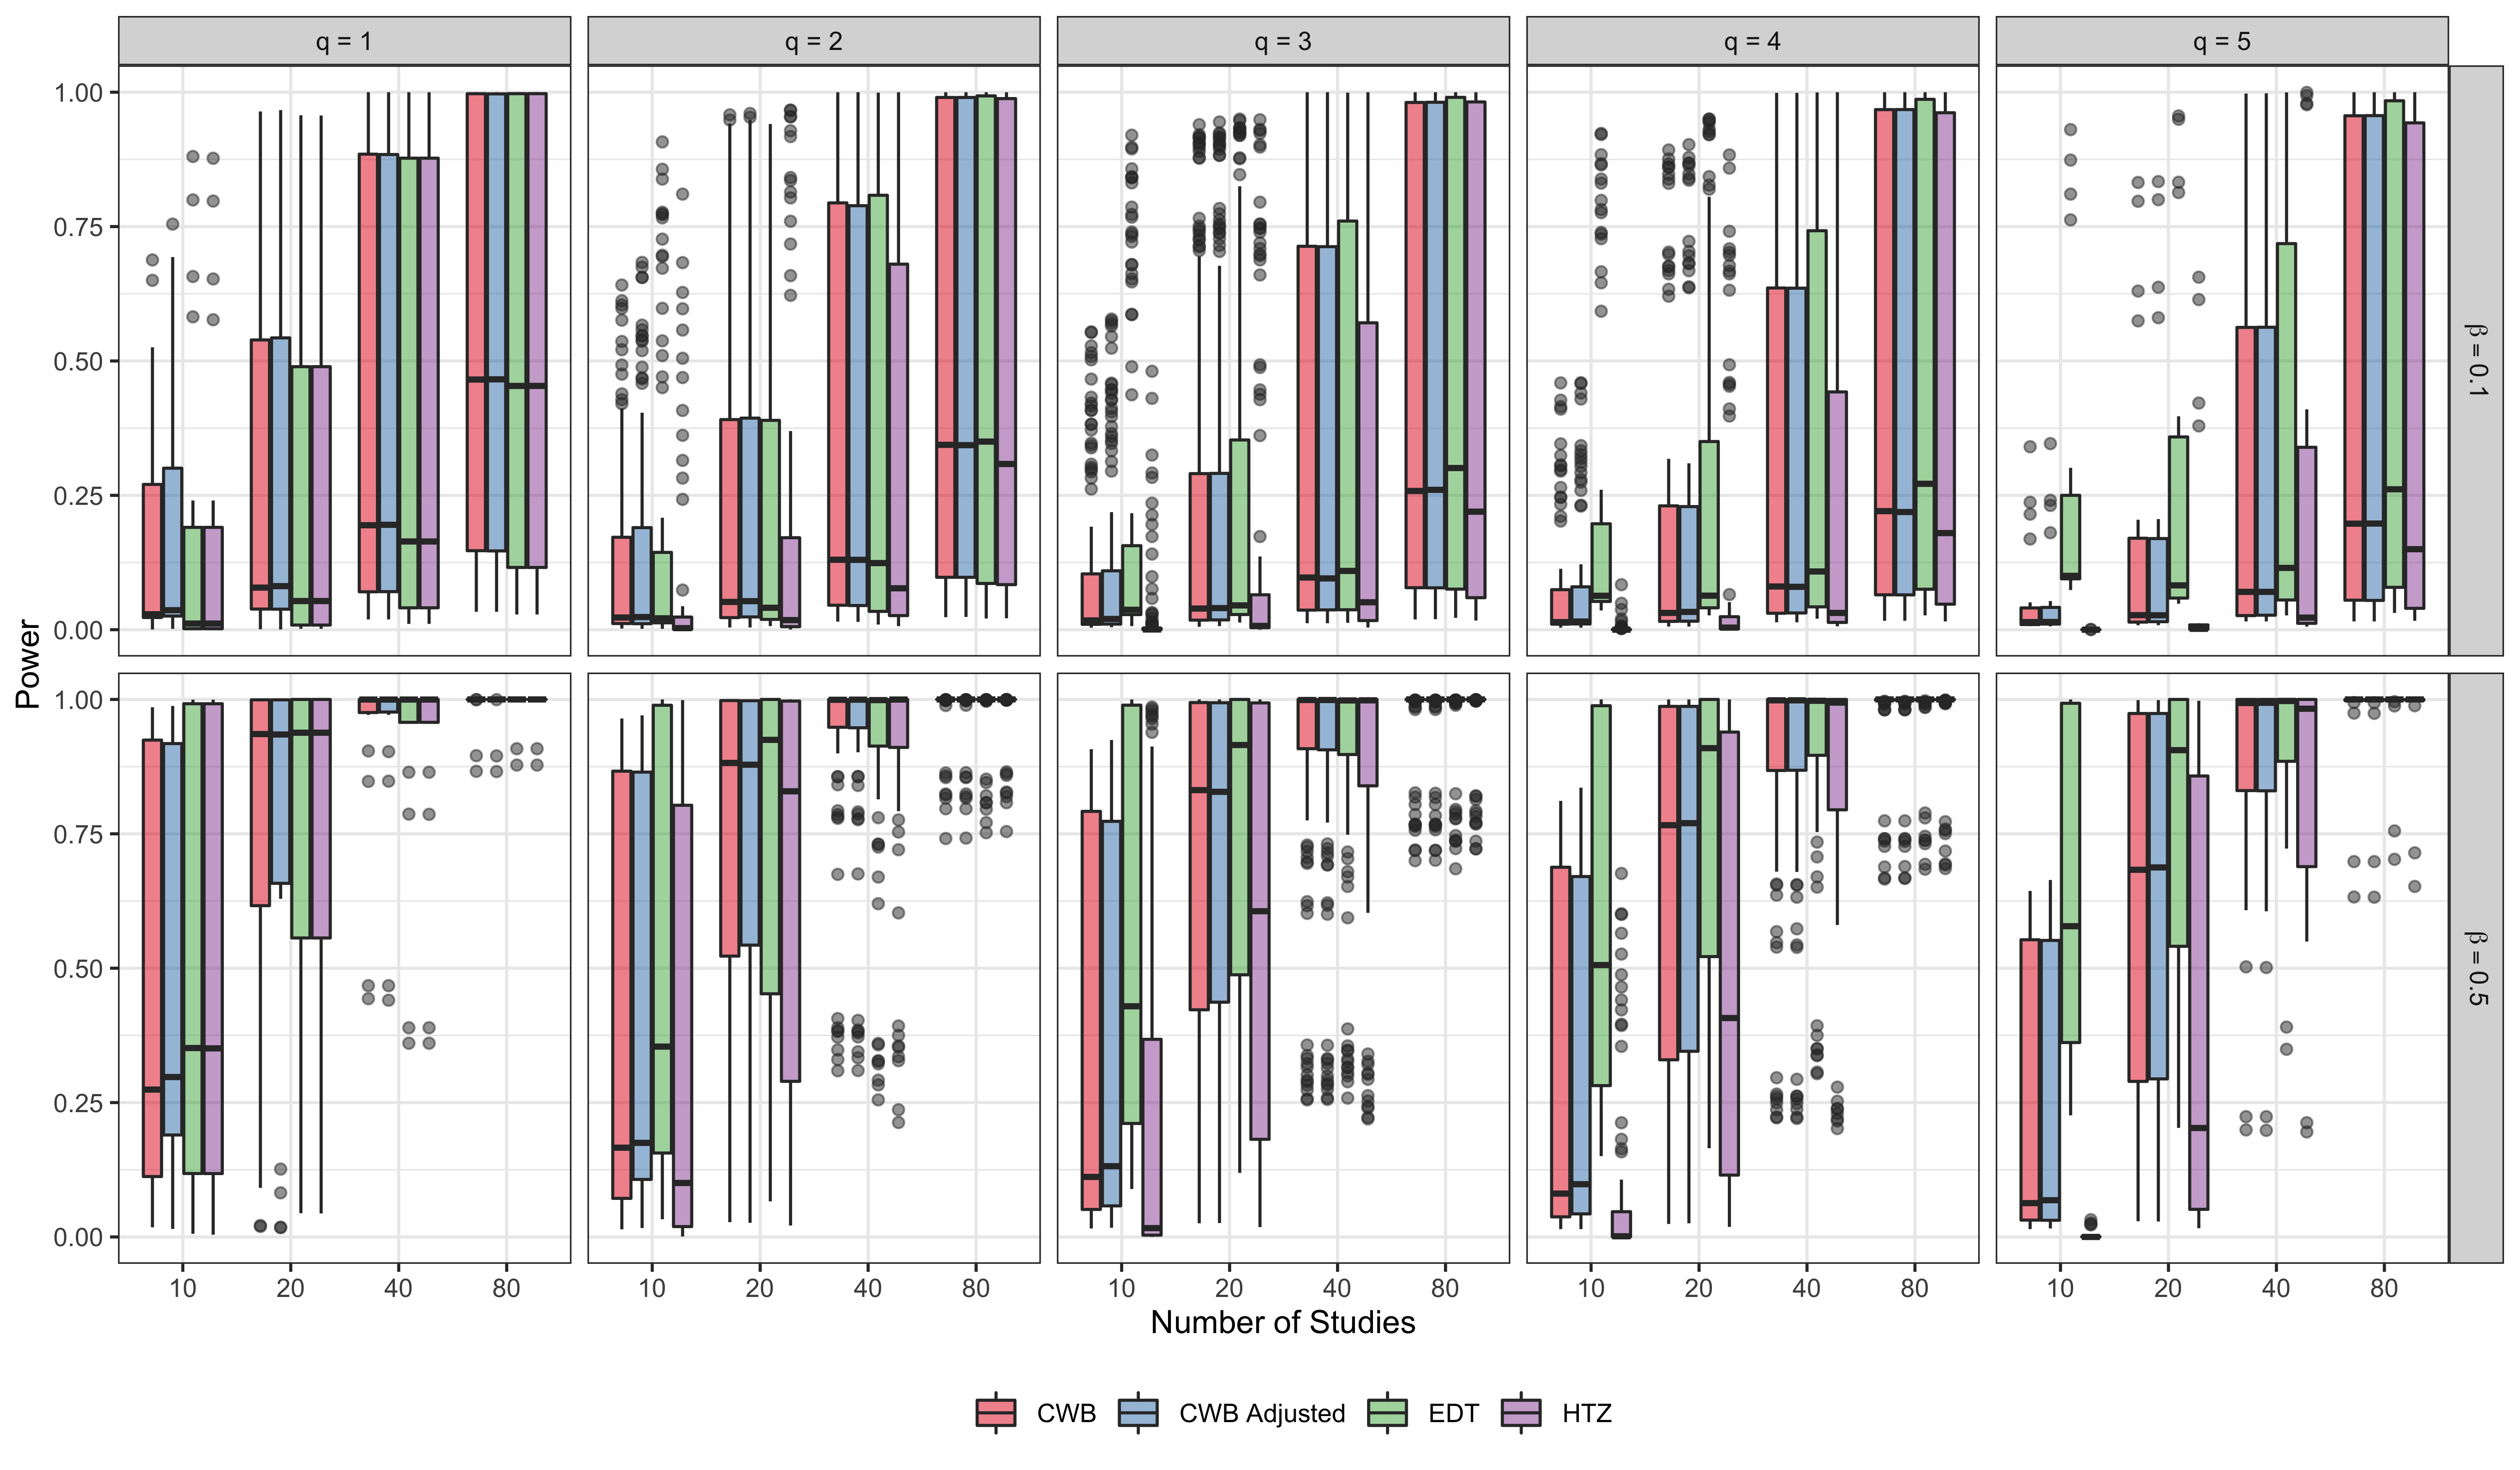 q = 1 q = 2 q = 3 q = 4 q = 5
1.00
0.75
0.50
0.25
0.00
β = 0.1
Power
1.00
0.75
0.50
0.25
0.00
β = 0.5
10 20 40 80 10 20 40 80 10 20 40 80 10 20 40 80 10 20 40 80
Number of Studies
CWB CWB Adjusted EDT HTZ